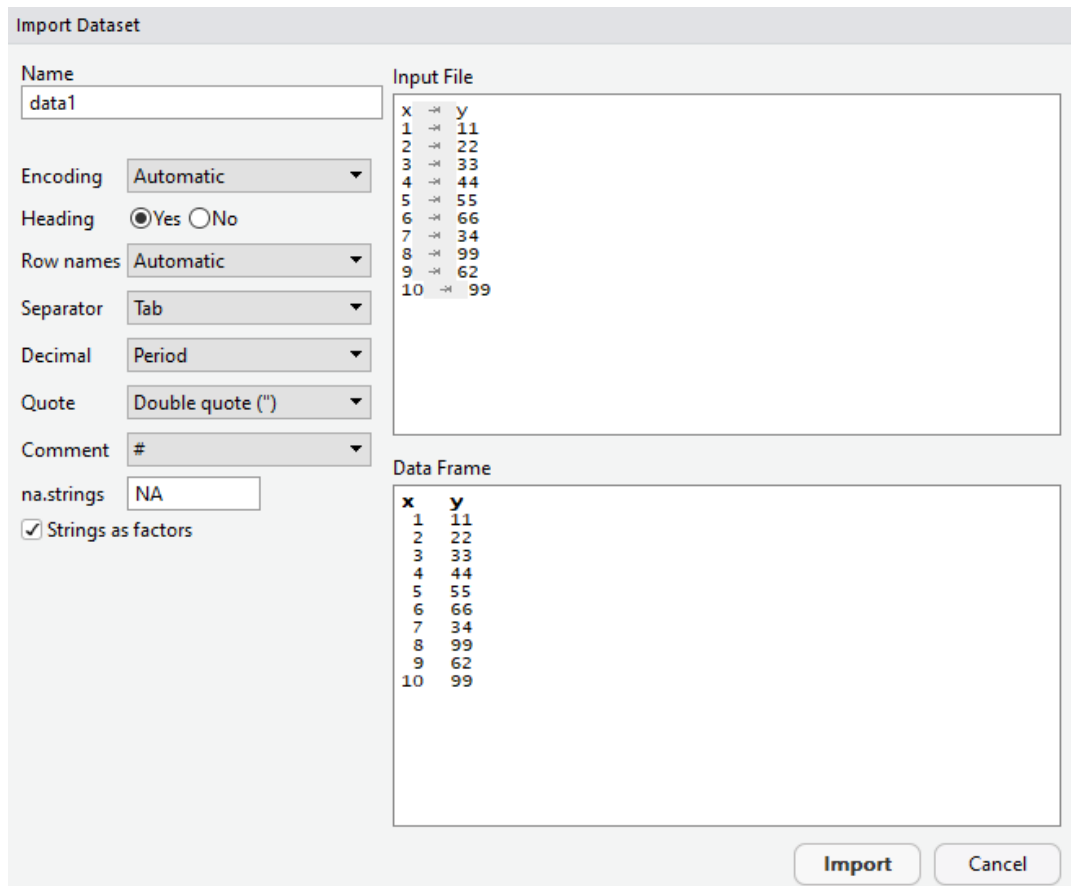 Import Dataset
Name
data1
Encoding Automatic
Heading Yes No
Row names Automatic
Separator Tab
Decimal Period
Quote Double quote (")
Comment #
na.strings NA
Strings as factors
Input File
x ⇥ y
1 ⇥ 11
2 ⇥ 22
3 ⇥ 33
4 ⇥ 44
5 ⇥ 55
6 ⇥ 66
7 ⇥ 34
8 ⇥ 99
9 ⇥ 62
10 ⇥ 99
Data Frame
x y
1 11
2 22
3 33
4 44
5 55
6 66
7 34
8 99
9 62
10 99
Import Cancel